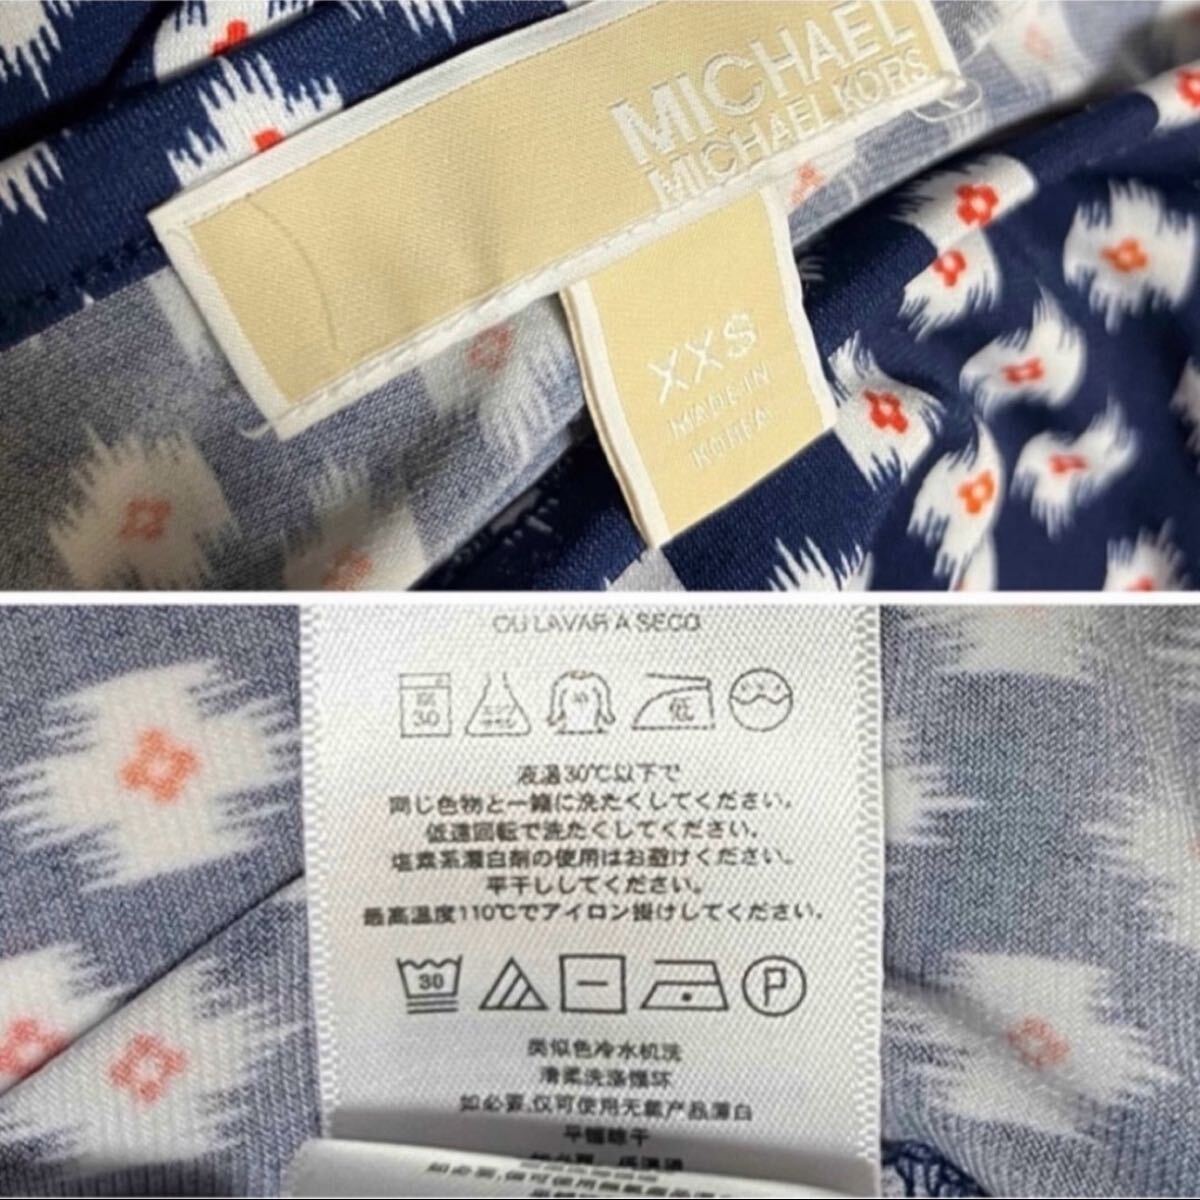 MICHAEL
MICHAEL KORS
XXS
MADE IN
KOREA
OU LAVAR A SECO
30
低
液温30℃以下で
同じ色物と一緒に洗たくしてください。
低速回転で洗たくしてください。
塩素系漂白剤の使用はお避けください。
平干ししてください。
最高温度110℃でアイロン掛けしてください。
30
P
类似色冷水机洗
滑柔洗涤循环
如必要,仅可使用无氯产品漂白
平铺晾干